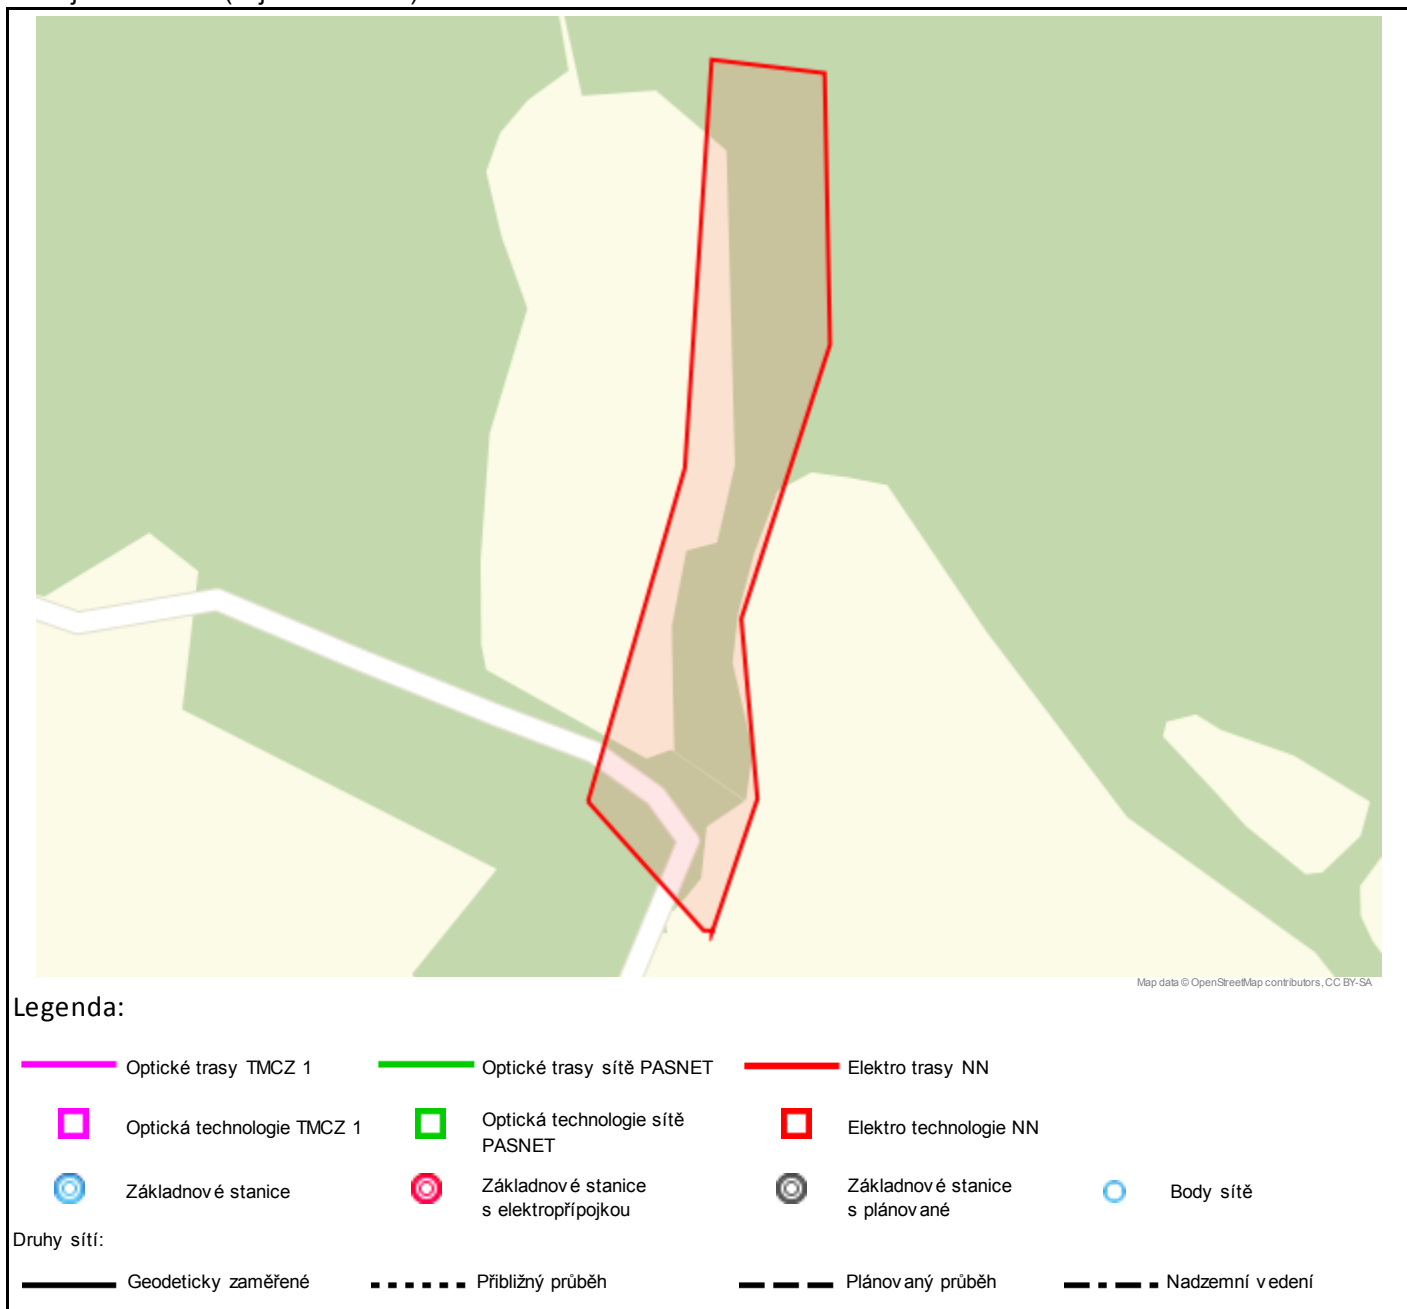 Map data © OpenStreetMap contributors, CC BY-SA
Legenda:
Optické trasy TMCZ 1
Optické trasy sítě PASNET
Elektro trasy NN
Optická technologie TMCZ 1
Optická technologie sítě
PASNET
Elektro technologie NN
Základnové stanice
Základnové stanice
s elektropřípojkou
Základnové stanice
s plánované
Body sítě
Druhy sítí:
Geodeticky zaměřené
Přibližný průběh
Plánovaný průběh
Nadzemní vedení